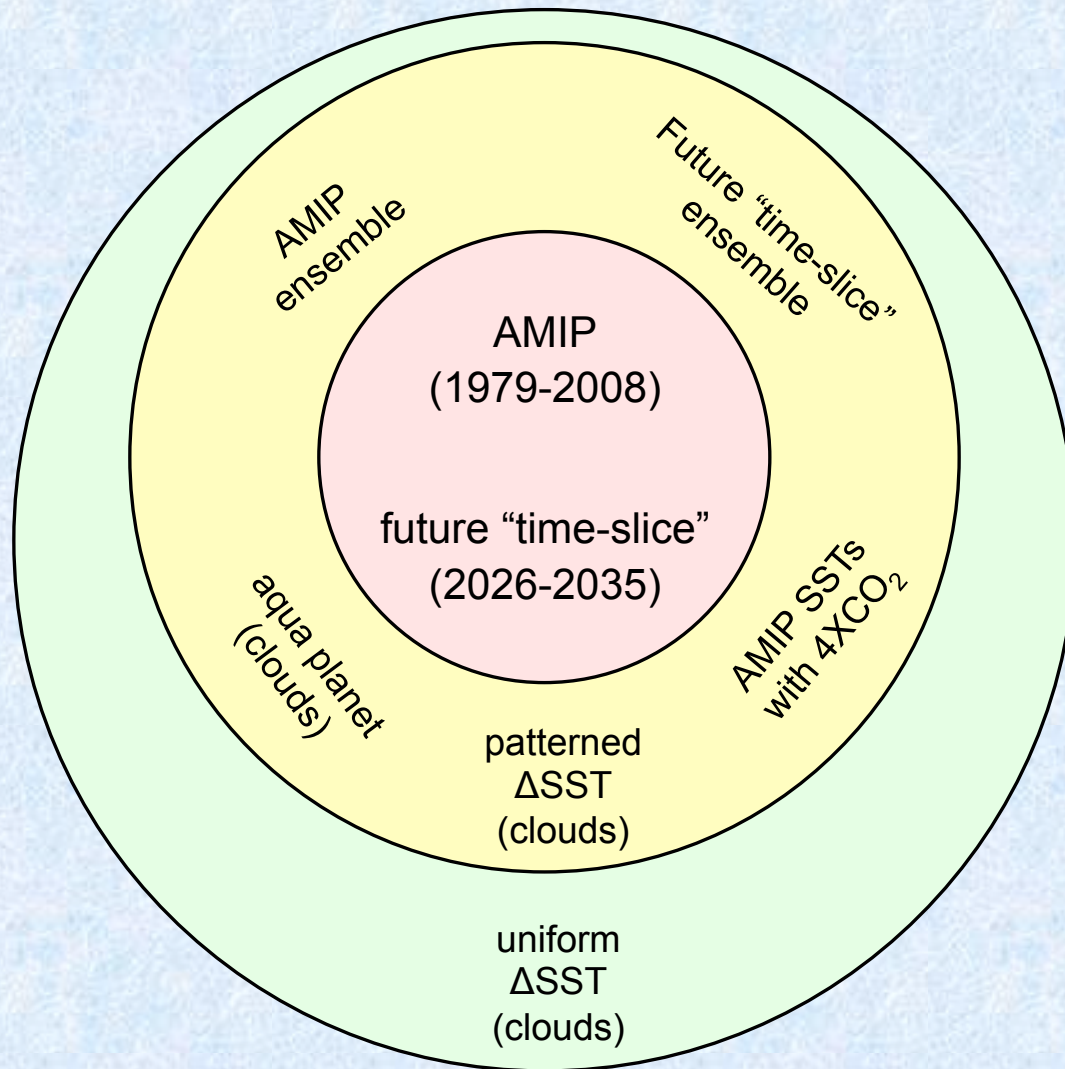 AMIP
ensemble
Future “time-slice”
ensemble
AMIP
(1979-2008)
future “time-slice”
(2026-2035)
aqua planet
(clouds)
AMIP SSTs
with 4XCO₂
patterned
ΔSST
(clouds)
uniform
ΔSST
(clouds)